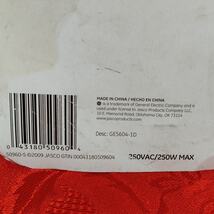 MADE IN CHINA / HECHO EN CHINA
is a trademark of General Electric Company and is
used under license to Jasco Products Company LLC,
10 E. Memorial Road, Oklahoma City, OK 73114
www.jascoproducts.com
Desc: GE5604-1D
0 43180 50960 4
50960-5 ©2009 JASCO GTIN 00043180509604
250VAC/250W MAX